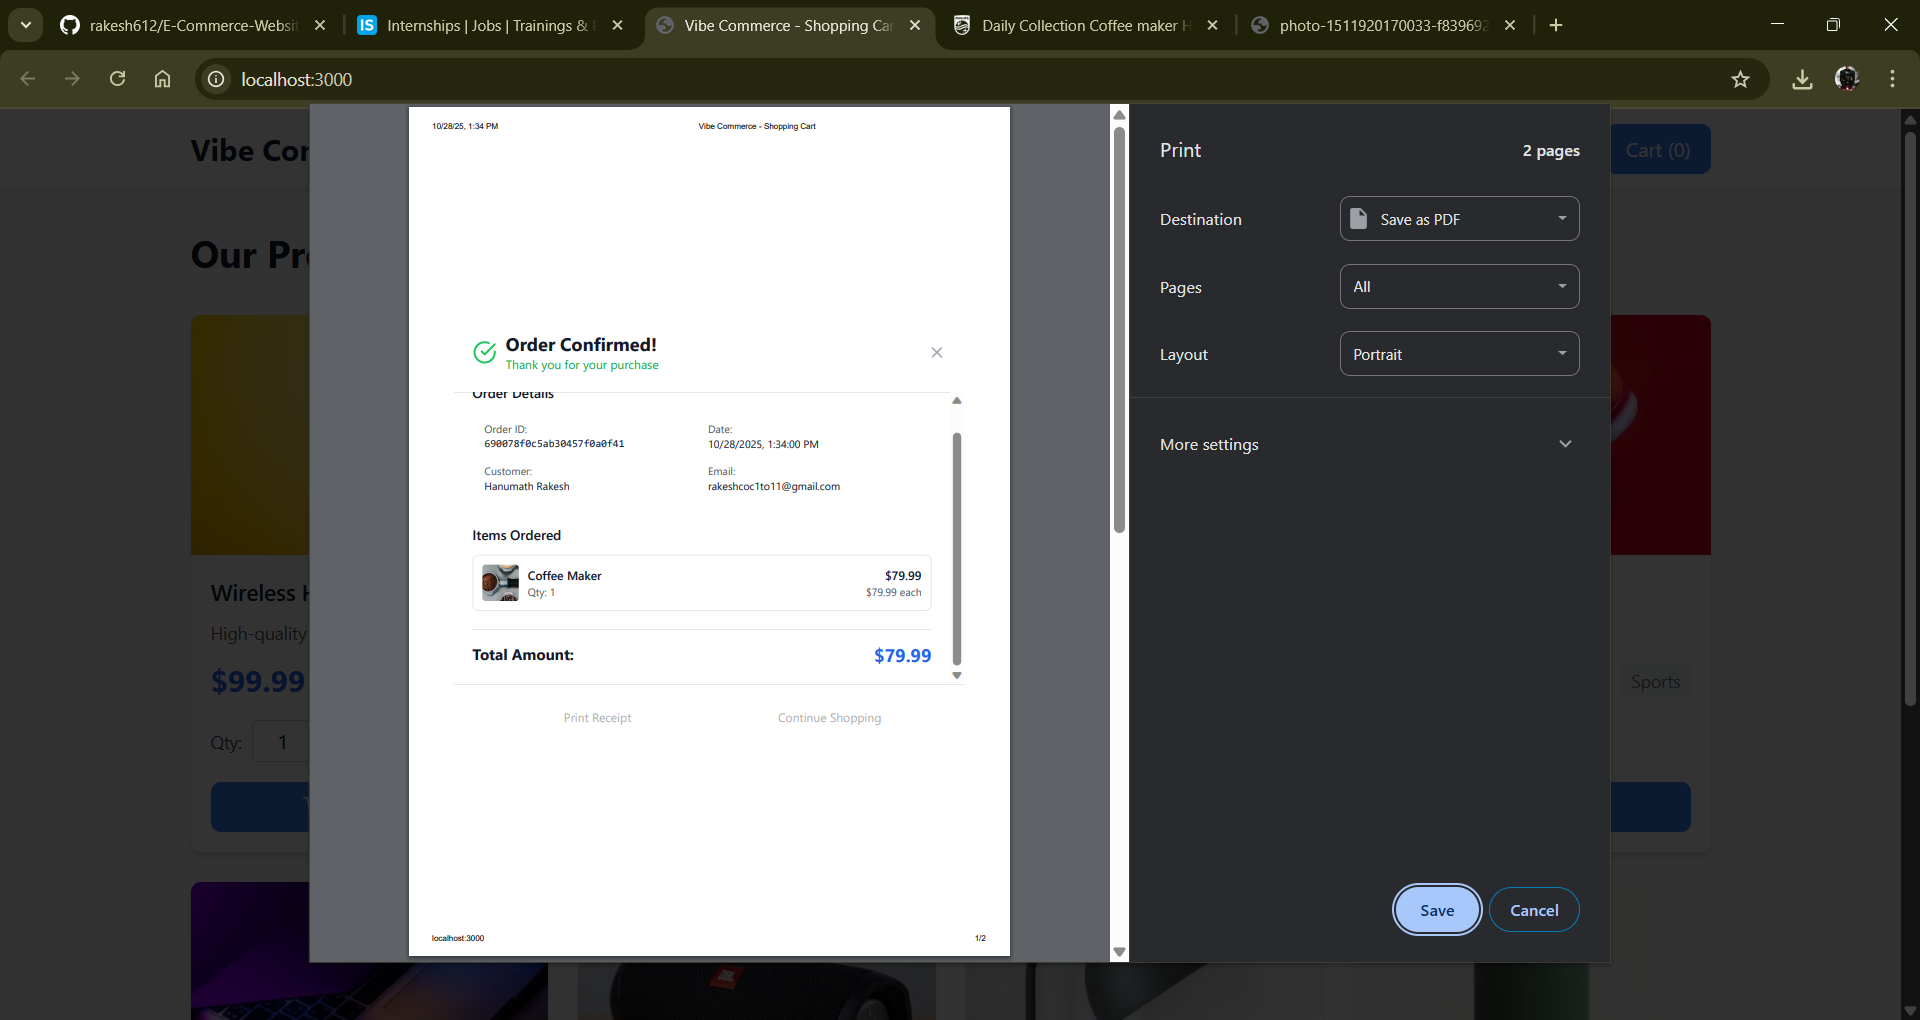 rakesh612/E-Commerce-Websit
IS Internships | Jobs | Trainings &
Vibe Commerce - Shopping Car
Daily Collection Coffee maker H
photo-1511920170033-f839692
localhost:3000
Vibe Cor
Cart (0)
Our Pro
Wireless H
High-quality
$99.99
Qty: 1
Sports
10/28/25, 1:34 PM
Vibe Commerce - Shopping Cart
Order Confirmed!
Thank you for your purchase
Order Details
Order ID:
690078f0c5ab30457f0a0f41
Date:
10/28/2025, 1:34:00 PM
Customer:
Hanumath Rakesh
Email:
rakeshcoc1to11@gmail.com
Items Ordered
Coffee Maker
$79.99
Qty: 1
$79.99 each
Total Amount:
$79.99
Print Receipt
Continue Shopping
localhost:3000
1/2
Print
2 pages
Destination
Save as PDF
Pages
All
Layout
Portrait
More settings
Save
Cancel
JBL